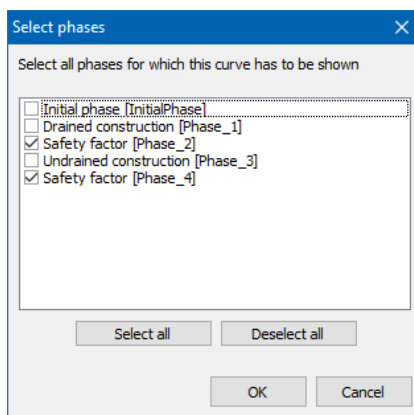 Select phases
Select all phases for which this curve has to be shown
Initial phase [InitialPhase]
Drained construction [Phase_1]
Safety factor [Phase_2]
Undrained construction [Phase_3]
Safety factor [Phase_4]
Select all
Deselect all
OK
Cancel